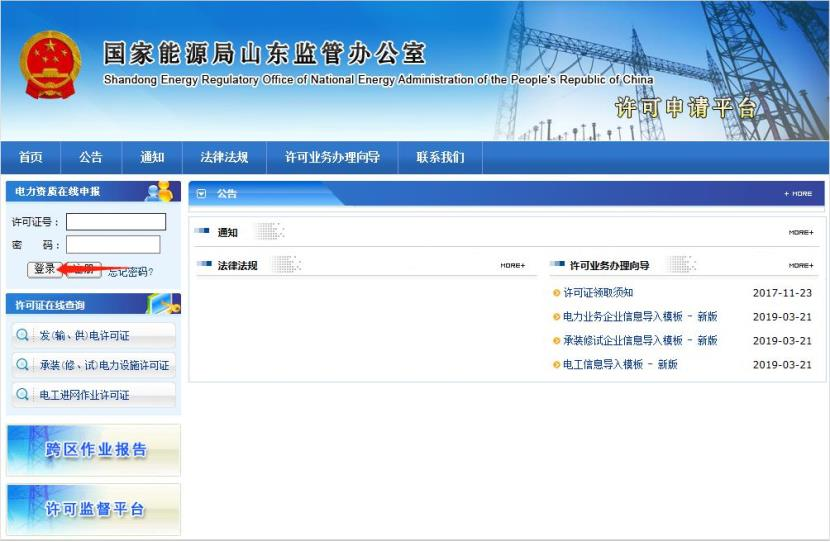 国家能源局山东监管办公室
Shandong Energy Regulatory Office of National Energy Administration of the People's Republic of China
许可申请平台
首页 公告 通知 法律法规 许可业务办理向导 联系我们
电力资质在线申报
许可证号：
密 码：
登录 注册 忘记密码?
许可证在线查询
发(输、供)电许可证
承装(修、试)电力设施许可证
电工进网作业许可证
跨区作业报告
许可监督平台
公告 + MORE
通知 MORE+
法律法规 MORE+
许可业务办理向导 MORE+
许可证领取须知 2017-11-23
电力业务企业信息导入模板 - 新版 2019-03-21
承装修试企业信息导入模板 - 新版 2019-03-21
电工信息导入模板 - 新版 2019-03-21